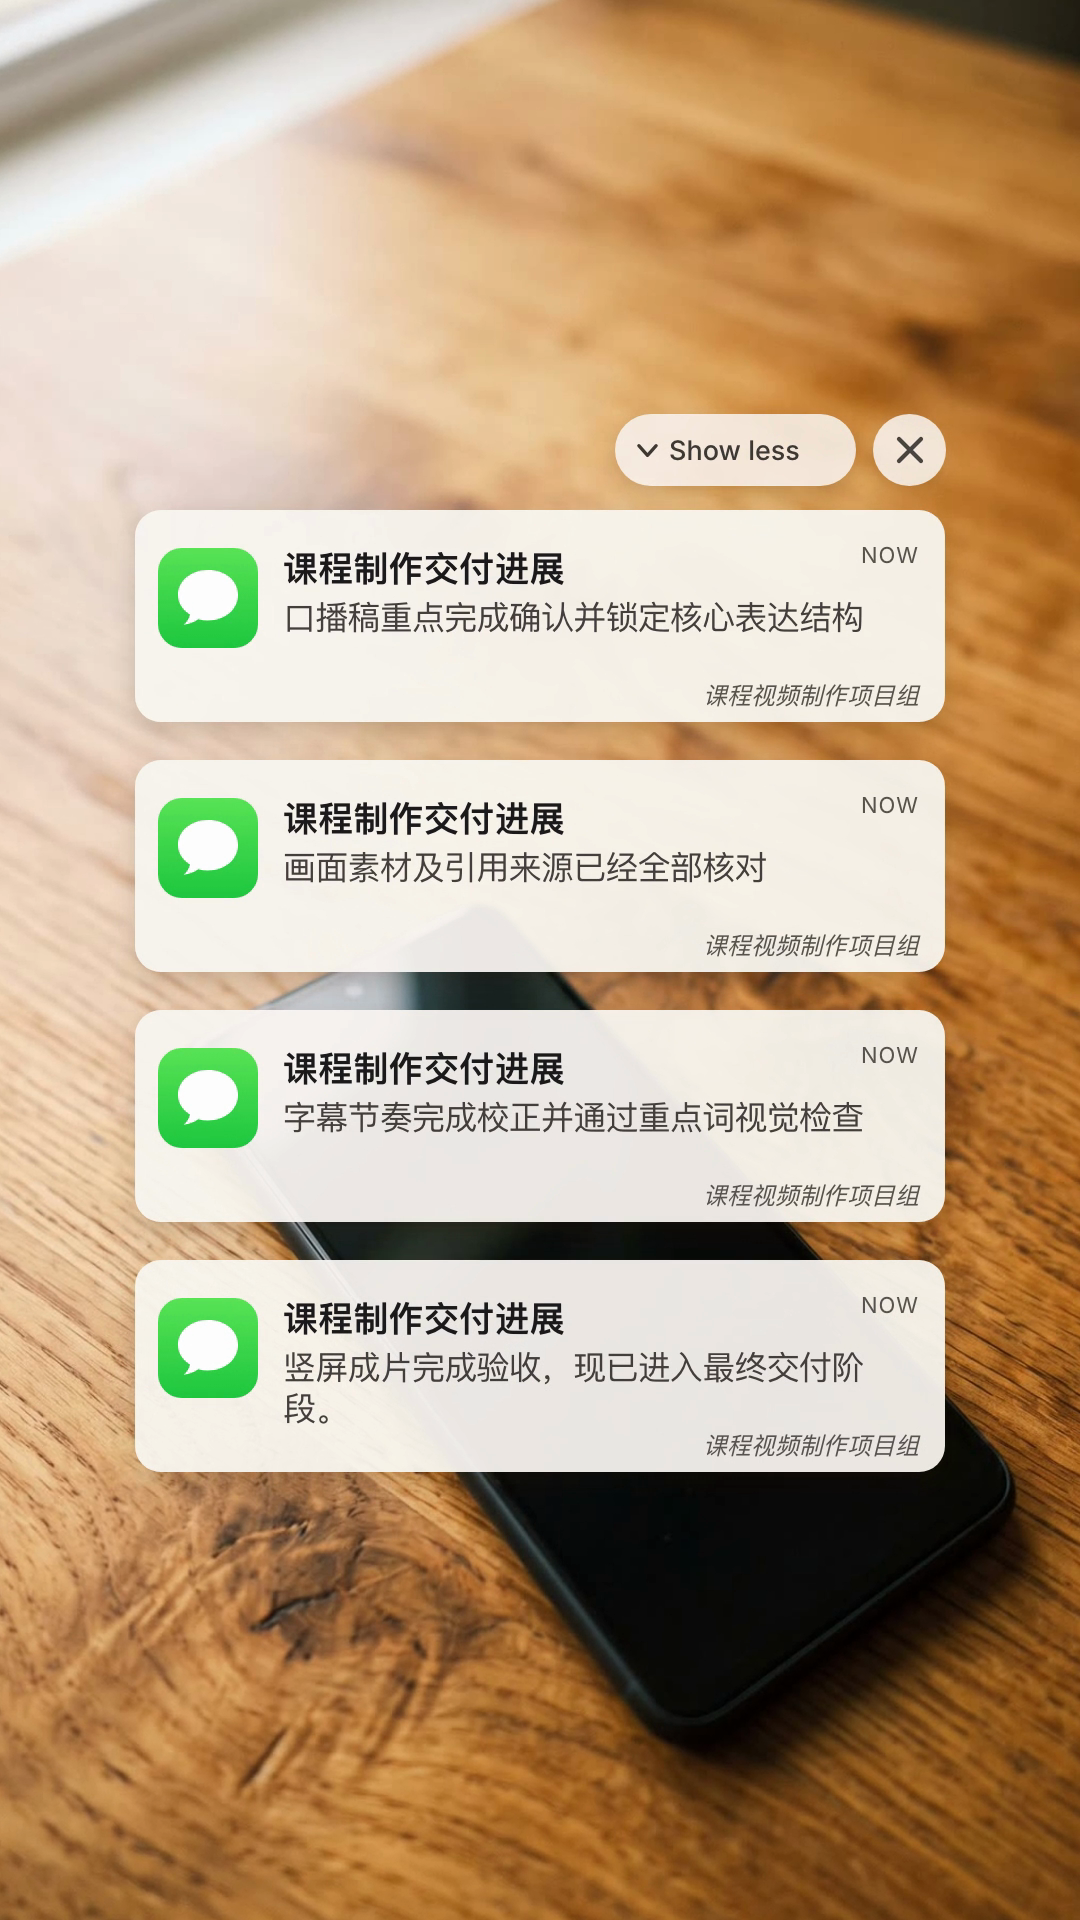 Show less
课程制作交付进展
NOW
口播稿重点完成确认并锁定核心表达结构
课程视频制作项目组
课程制作交付进展
NOW
画面素材及引用来源已经全部核对
课程视频制作项目组
课程制作交付进展
NOW
字幕节奏完成校正并通过重点词视觉检查
课程视频制作项目组
课程制作交付进展
NOW
竖屏成片完成验收，现已进入最终交付阶
段。
课程视频制作项目组